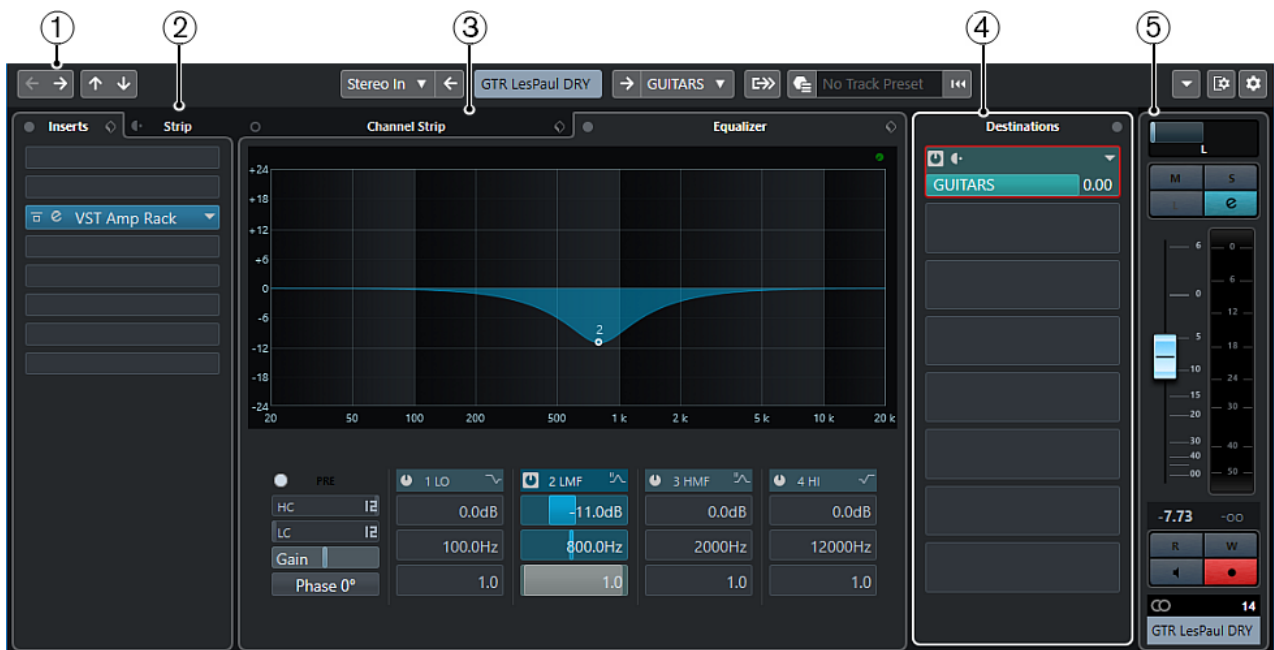 1 2 3 4 5
Stereo In GTR LesPaul DRY GUITARS No Track Preset
Inserts Strip
VST Amp Rack
Channel Strip Equalizer
+24
+18
+12
+6
0
-6
-12
-18
-24
2
20 50 100 200 500 1 k 2 k 5 k 10 k 20 k
PRE
HC 12
LC 12
Gain
Phase 0°
1 LO 2 LMF 3 HMF 4 HI
0.0dB -11.0dB 0.0dB 0.0dB
100.0Hz 800.0Hz 2000Hz 12000Hz
1.0 1.0 1.0 1.0
Destinations
GUITARS 0.00
L
M S
L e
6
0
5
10
15
20
30
40
00
0
6
12
18
24
30
40
50
-7.73 -oo
R W
14
GTR LesPaul DRY